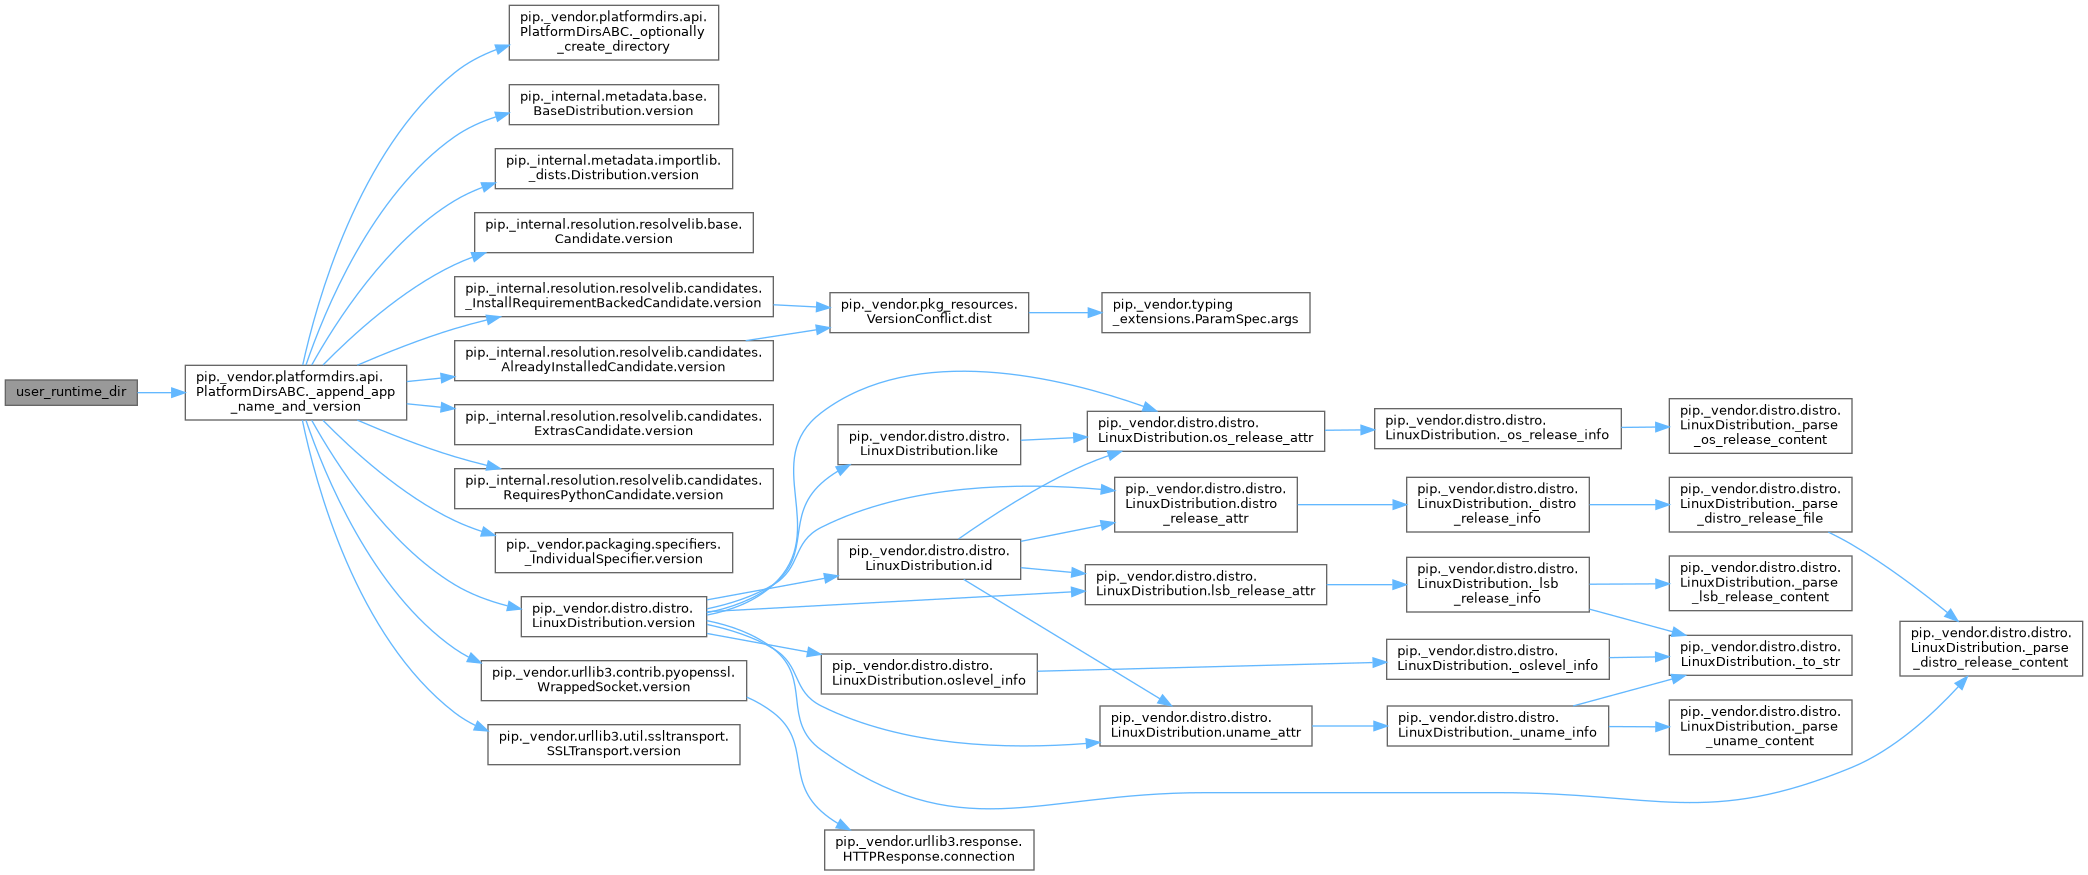 user_runtime_dir
pip._vendor.platformdirs.api.
PlatformDirsABC._append_app
_name_and_version
pip._vendor.platformdirs.api.
PlatformDirsABC._optionally
_create_directory
pip._internal.metadata.base.
BaseDistribution.version
pip._internal.metadata.importlib.
_dists.Distribution.version
pip._internal.resolution.resolvelib.base.
Candidate.version
pip._internal.resolution.resolvelib.candidates.
_InstallRequirementBackedCandidate.version
pip._internal.resolution.resolvelib.candidates.
AlreadyInstalledCandidate.version
pip._internal.resolution.resolvelib.candidates.
ExtrasCandidate.version
pip._internal.resolution.resolvelib.candidates.
RequiresPythonCandidate.version
pip._vendor.packaging.specifiers.
_IndividualSpecifier.version
pip._vendor.distro.distro.
LinuxDistribution.version
pip._vendor.urllib3.contrib.pyopenssl.
WrappedSocket.version
pip._vendor.urllib3.util.ssltransport.
SSLTransport.version
pip._vendor.pkg_resources.
VersionConflict.dist
pip._vendor.typing
_extensions.ParamSpec.args
pip._vendor.distro.distro.
LinuxDistribution.like
pip._vendor.distro.distro.
LinuxDistribution.id
pip._vendor.distro.distro.
LinuxDistribution.oslevel_info
pip._vendor.urllib3.response.
HTTPResponse.connection
pip._vendor.distro.distro.
LinuxDistribution.os_release_attr
pip._vendor.distro.distro.
LinuxDistribution.distro
_release_attr
pip._vendor.distro.distro.
LinuxDistribution.lsb_release_attr
pip._vendor.distro.distro.
LinuxDistribution.uname_attr
pip._vendor.distro.distro.
LinuxDistribution._os_release_info
pip._vendor.distro.distro.
LinuxDistribution._distro
_release_info
pip._vendor.distro.distro.
LinuxDistribution._lsb
_release_info
pip._vendor.distro.distro.
LinuxDistribution._oslevel_info
pip._vendor.distro.distro.
LinuxDistribution._uname_info
pip._vendor.distro.distro.
LinuxDistribution._parse
_os_release_content
pip._vendor.distro.distro.
LinuxDistribution._parse
_distro_release_file
pip._vendor.distro.distro.
LinuxDistribution._parse
_lsb_release_content
pip._vendor.distro.distro.
LinuxDistribution._to_str
pip._vendor.distro.distro.
LinuxDistribution._parse
_uname_content
pip._vendor.distro.distro.
LinuxDistribution._parse
_distro_release_content